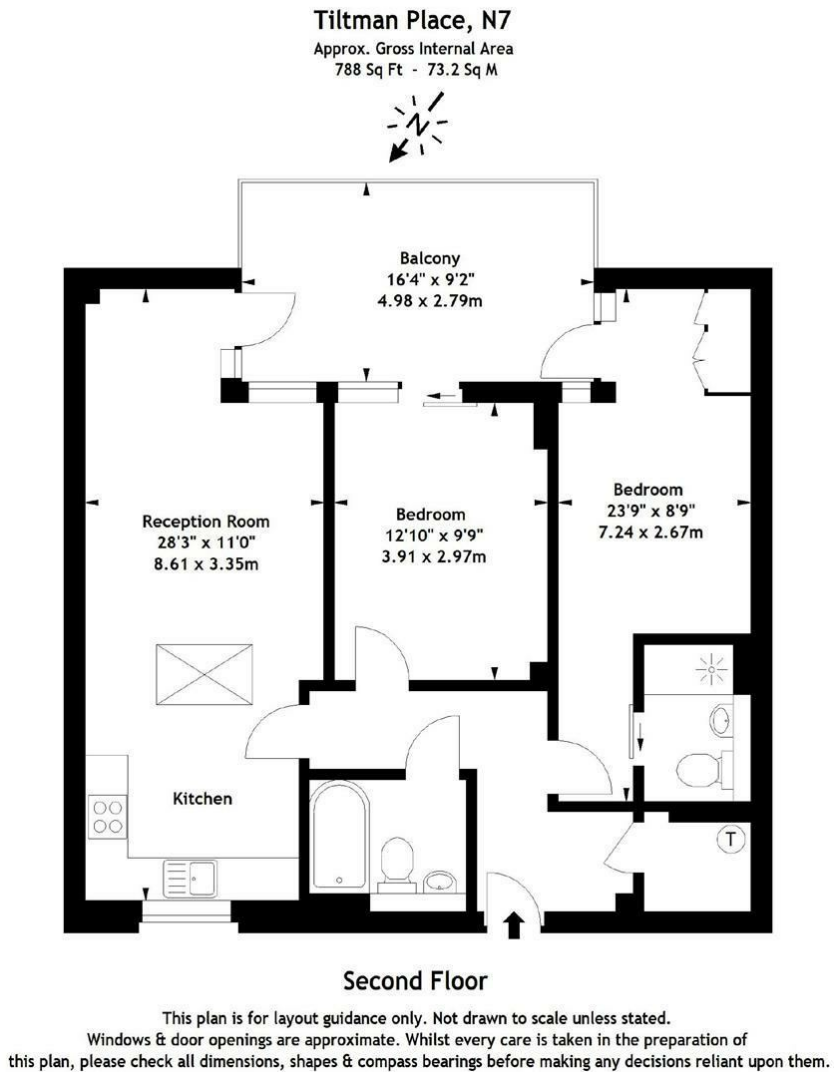 Tiltman Place, N7
Approx. Gross Internal Area
788 Sq Ft - 73.2 Sq M
N
Balcony
16'4" x 9'2"
4.98 x 2.79m
Reception Room
28'3" x 11'0"
8.61 x 3.35m
Bedroom
12'10" x 9'9"
3.91 x 2.97m
Bedroom
23'9" x 8'9"
7.24 x 2.67m
Kitchen
T
Second Floor
This plan is for layout guidance only. Not drawn to scale unless stated.
Windows & door openings are approximate. Whilst every care is taken in the preparation of
this plan, please check all dimensions, shapes & compass bearings before making any decisions reliant upon them.